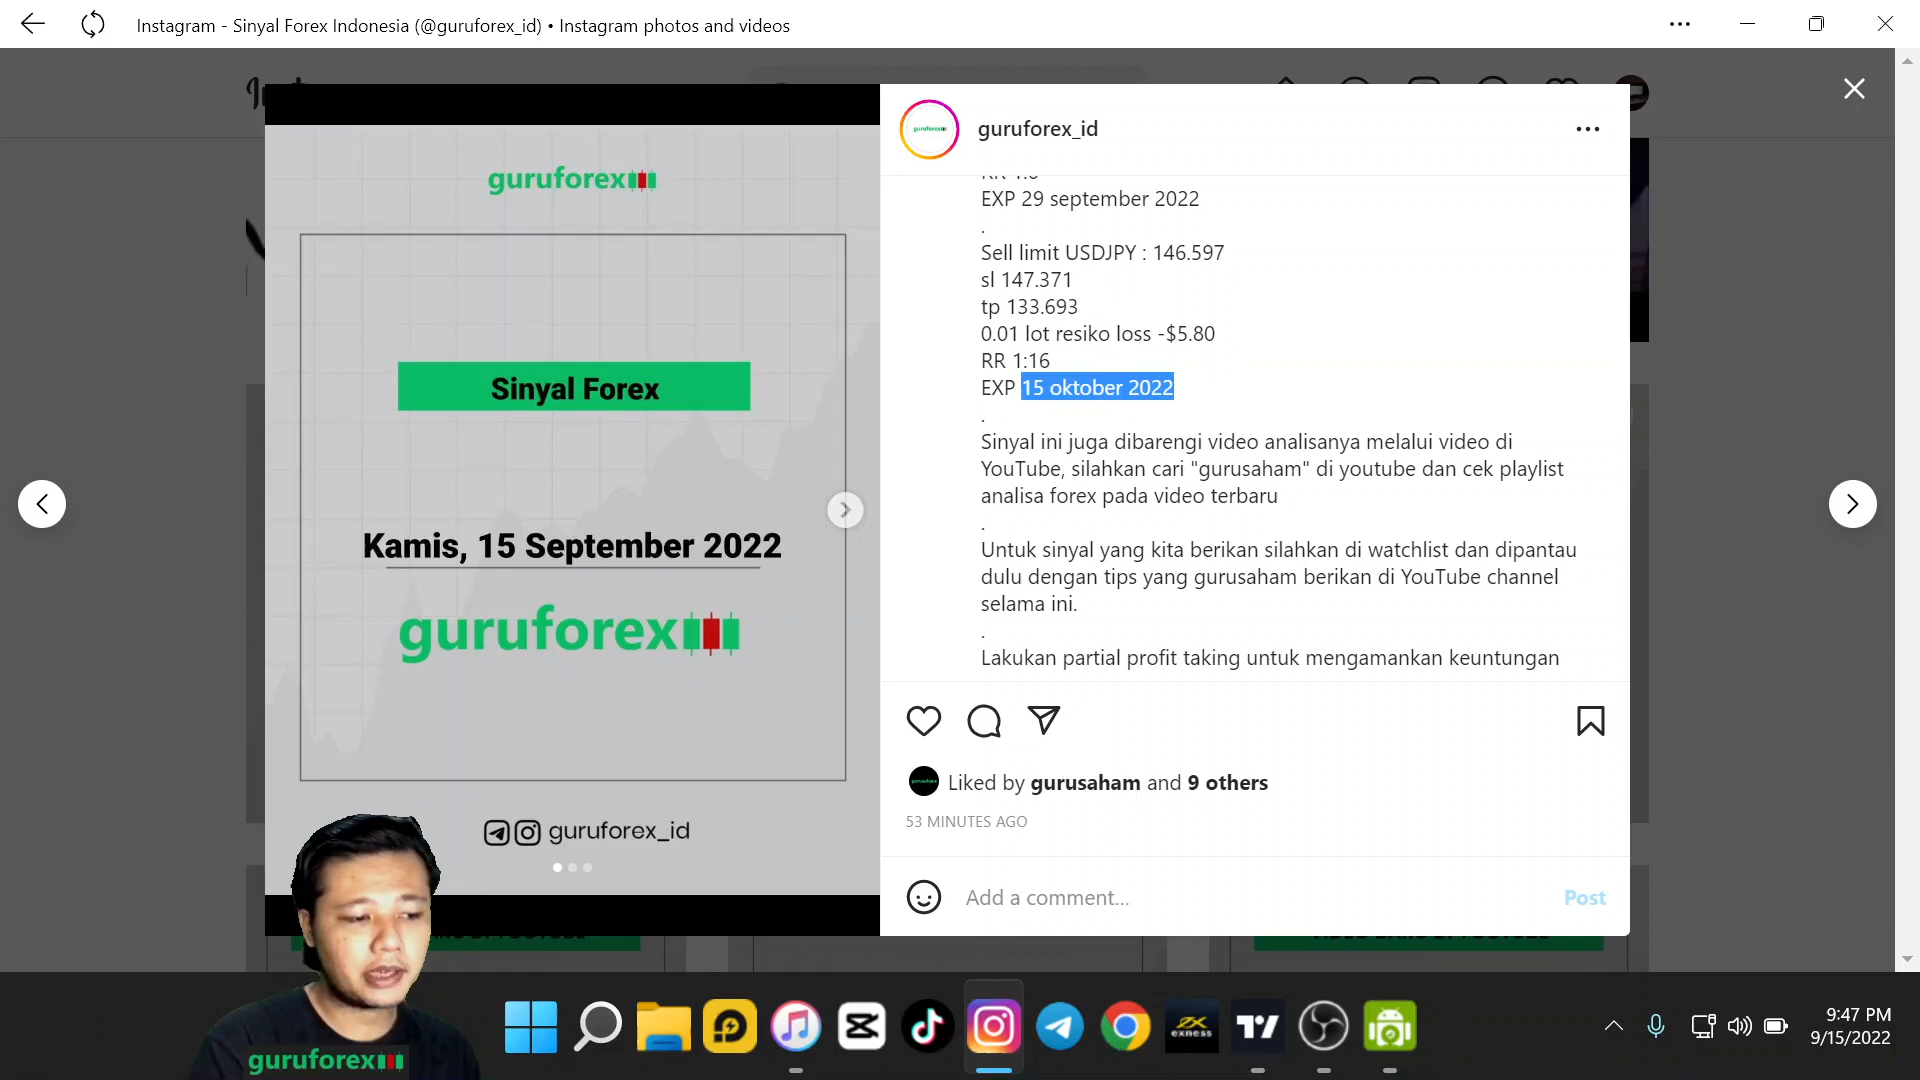 Instagram - Sinyal Forex Indonesia (@guruforex_id) • Instagram photos and videos
guruforex
Sinyal Forex
Kamis, 15 September 2022
guruforex
guruforex_id
guruforex_id
EXP 29 september 2022
.
Sell limit USDJPY : 146.597
sl 147.371
tp 133.693
0.01 lot resiko loss -$5.80
RR 1:16
EXP 15 oktober 2022
.
Sinyal ini juga dibarengi video analisanya melalui video di
YouTube, silahkan cari "gurusaham" di youtube dan cek playlist
analisa forex pada video terbaru
.
Untuk sinyal yang kita berikan silahkan di watchlist dan dipantau
dulu dengan tips yang gurusaham berikan di YouTube channel
selama ini.
.
Lakukan partial profit taking untuk mengamankan keuntungan
Liked by gurusaham and 9 others
53 MINUTES AGO
Add a comment...
Post
guruforex
exness
9:47 PM
9/15/2022